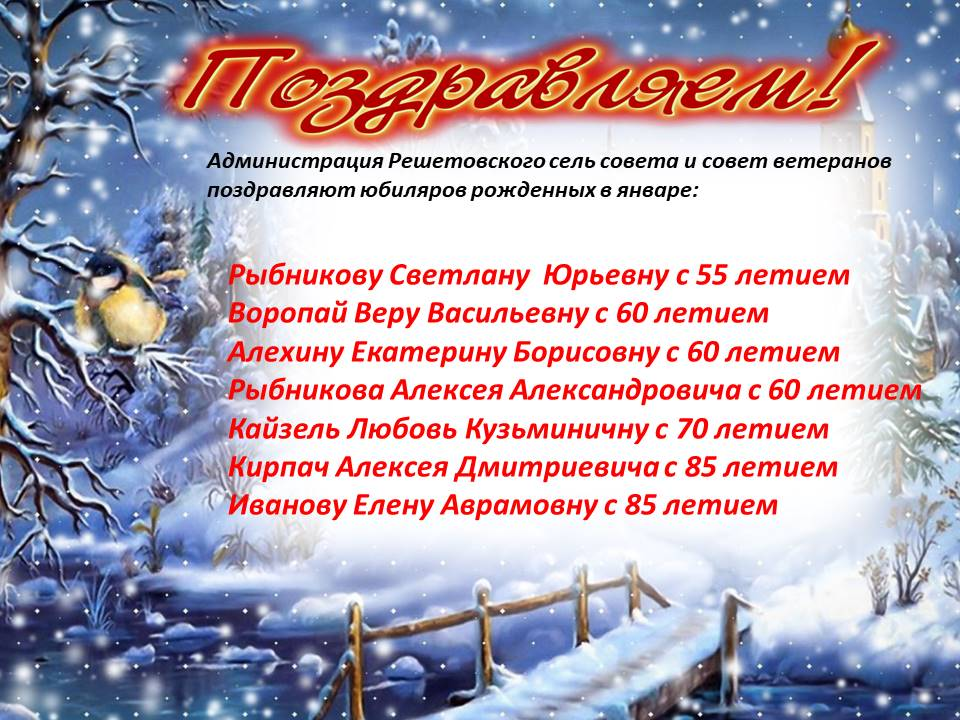 Поздравляем!
Администрация Решетовского сель совета и совет ветеранов
поздравляют юбиляров рожденных в январе:
Рыбникову Светлану Юрьевну с 55 летием
Воропай Веру Васильевну с 60 летием
Алехину Екатерину Борисовну с 60 летием
Рыбникова Алексея Александровича с 60 летием
Кайзель Любовь Кузьминичну с 70 летием
Кирпач Алексея Дмитриевича с 85 летием
Иванову Елену Аврамовну с 85 летием